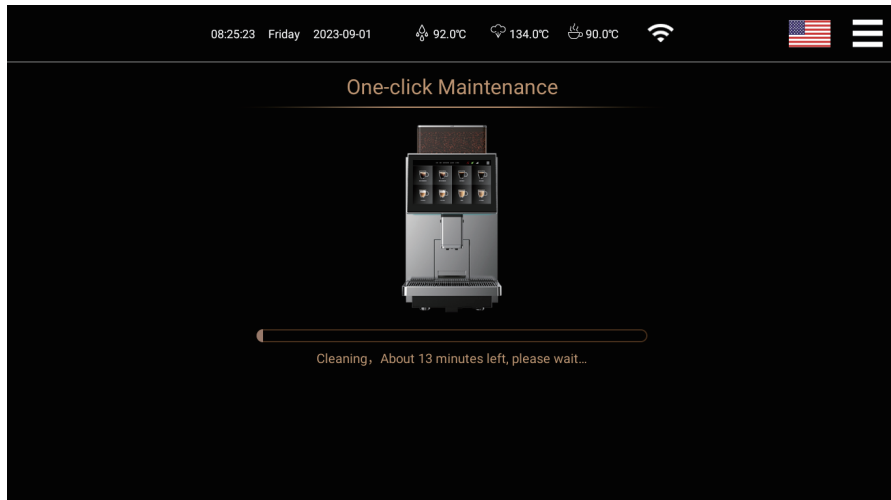 08:25:23 Friday 2023-09-01 92.0℃ 134.0℃ 90.0℃
One-click Maintenance
Cleaning，About 13 minutes left, please wait...